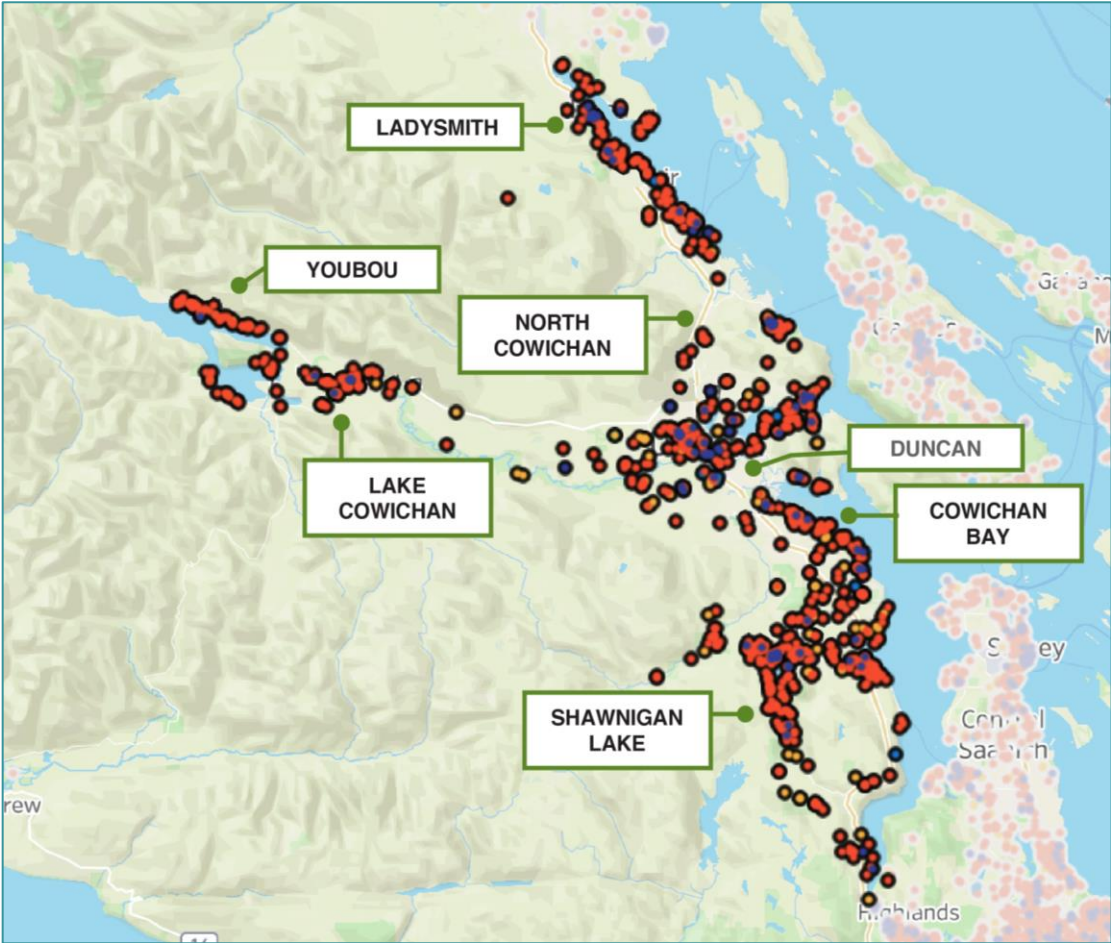 LADYSMITH
YOUBOU
NORTH
COWICHAN
DUNCAN
LAKE
COWICHAN
COWICHAN
BAY
SHAWNIGAN
LAKE
Highlands